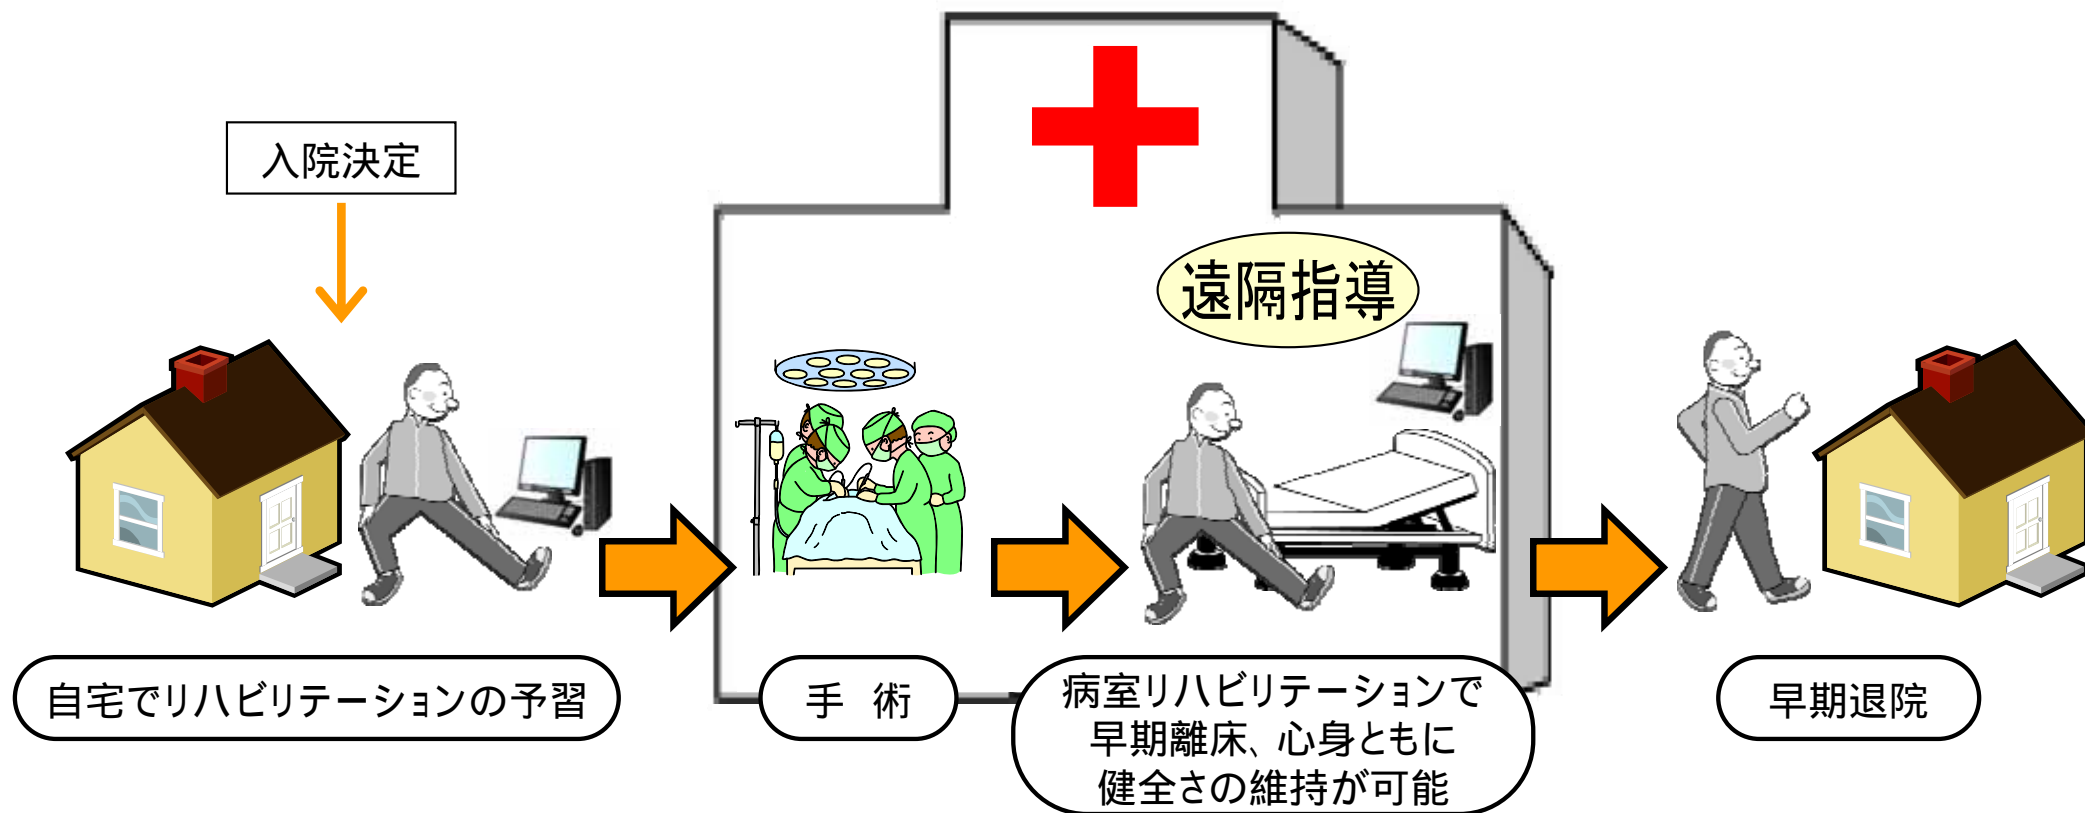 入院決定
遠隔指導
自宅でリハビリテーションの予習
手 術
病室リハビリテーションで
早期離床、心身ともに
健全さの維持が可能
早期退院